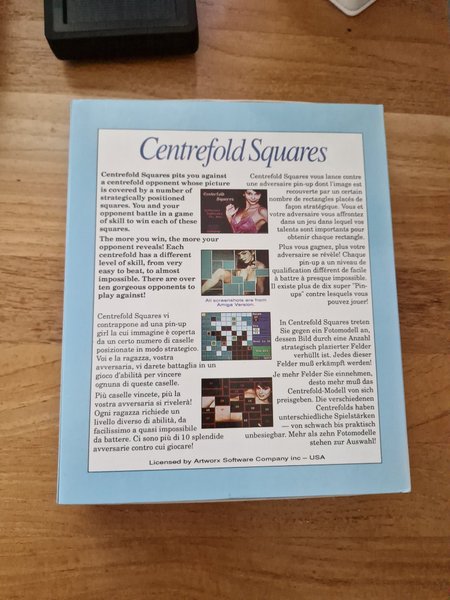 Centrefold Squares
Centrefold Squares pits you against
a centrefold opponent whose picture
is covered by a number of
strategically positioned
squares. You and your
opponent battle in a game
of skill to win each of these
squares.
The more you win, the more your
opponent reveals! Each
centrefold has a different
level of skill, from very
easy to beat, to almost
impossible. There are over
ten gorgeous opponents to
play against!
Centrefold Squares vous lance contre
une adversaire pin-up dont l'image est
recouverte par un certain
nombre de rectangles placés de
façon stratégique. Vous et
votre adversaire vous affrontez
dans un jeu dans lequel vos
talents sont importants pour
obtenir chaque rectangle.
Plus vous gagnez, plus votre
adversaire se révèle! Chaque
pin-up a un niveau de
qualification différent de facile
à battre à presque impossible.
Il existe plus de dix super "Pin-
ups" contre lesquels vous
pouvez jouer!
Centrefold
Squares
All screenshots are from
Amiga Version.
Centrefold Squares vi
contrappone ad una pin-up
girl la cui immagine è coperta
da un certo numero di caselle
posizionate in modo strategico.
Voi e la ragazza, vostra
avversaria, vi darete battaglia in un
gioco d'abilità per vincere
ognuna di queste caselle.
Più caselle vincete, più la
vostra avversaria si rivelerà!
Ogni ragazza richiede un
livello diverso di abilità, da
facilissimo a quasi impossibile
da battere. Ci sono più di 10 splendide
avversarie contro cui giocare!
In Centrefold Squares treten
Sie gegen ein Fotomodell an,
dessen Bild durch eine Anzahl
strategisch plazierter Felder
verhüllt ist. Jedes dieser
Felder muß erkämpft werden!
Je mehr Felder Sie einnehmen,
desto mehr muß das
Centrefold-Modell von sich
preisgeben. Die verschiedenen
Centrefolds haben
unterschiedliche Spielstärken
— von schwach bis praktisch
unbesiegbar. Mehr als zehn Fotomodelle
stehen zur Auswahl!
Licensed by Artworx Software Company inc – USA